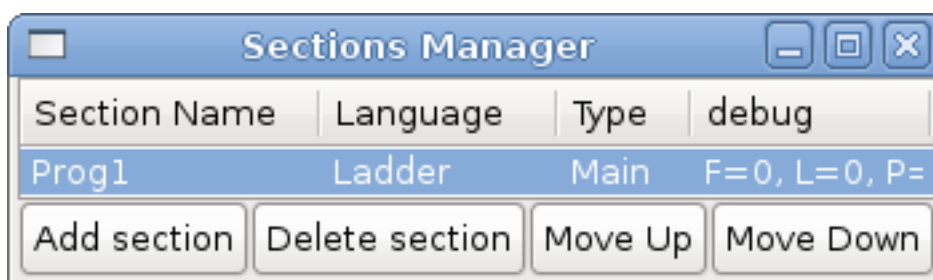 Sections Manager
Section Name Language Type debug
Prog1 Ladder Main F=0, L=0, P=
Add section Delete section Move Up Move Down